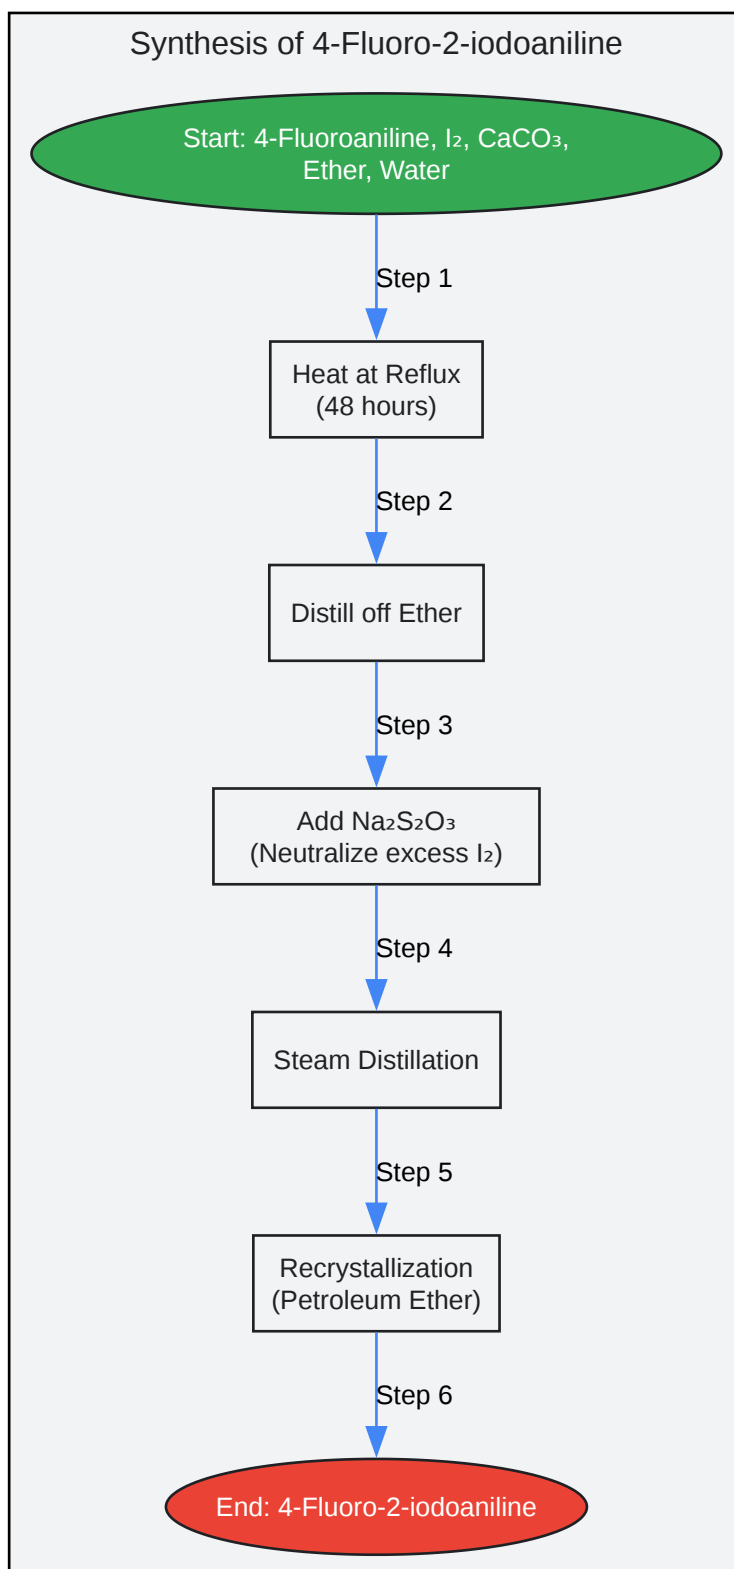 Synthesis of 4-Fluoro-2-iodoaniline
Start: 4-Fluoroaniline, I₂, CaCO₃,
Ether, Water
Step 1
Heat at Reflux
(48 hours)
Step 2
Distill off Ether
Step 3
Add Na₂S₂O₃
(Neutralize excess I₂)
Step 4
Steam Distillation
Step 5
Recrystallization
(Petroleum Ether)
Step 6
End: 4-Fluoro-2-iodoaniline